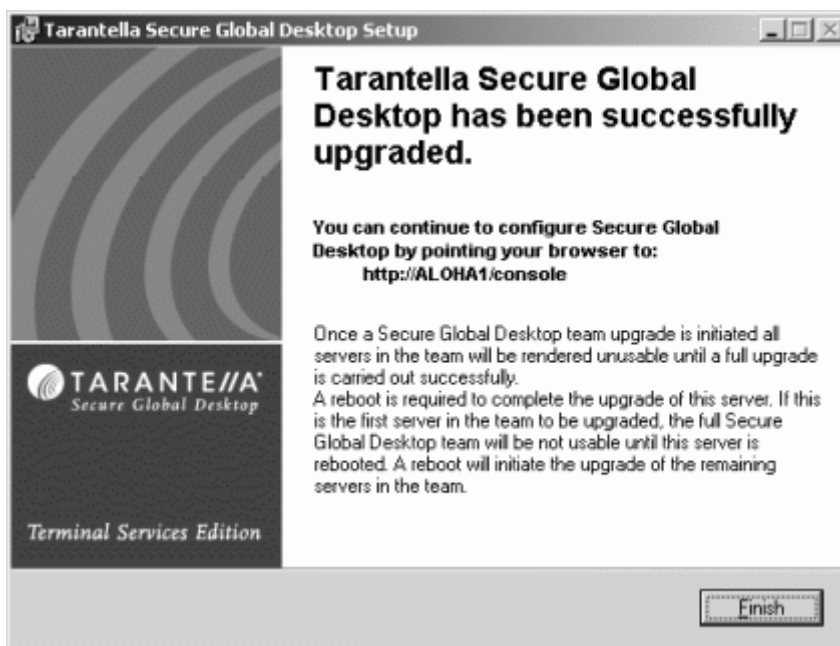 Tarantella Secure Global Desktop Setup
Tarantella Secure Global
Desktop has been successfully
upgraded.
You can continue to configure Secure Global
Desktop by pointing your browser to:
http://ALOHA1/console
Once a Secure Global Desktop team upgrade is initiated all
servers in the team will be rendered unusable until a full upgrade
is carried out successfully.
A reboot is required to complete the upgrade of this server. If this
is the first server in the team to be upgraded, the full Secure
Global Desktop team will be not usable until this server is
rebooted. A reboot will initiate the upgrade of the remaining
servers in the team.
TARANTELLA
Secure Global Desktop
Terminal Services Edition
Finish